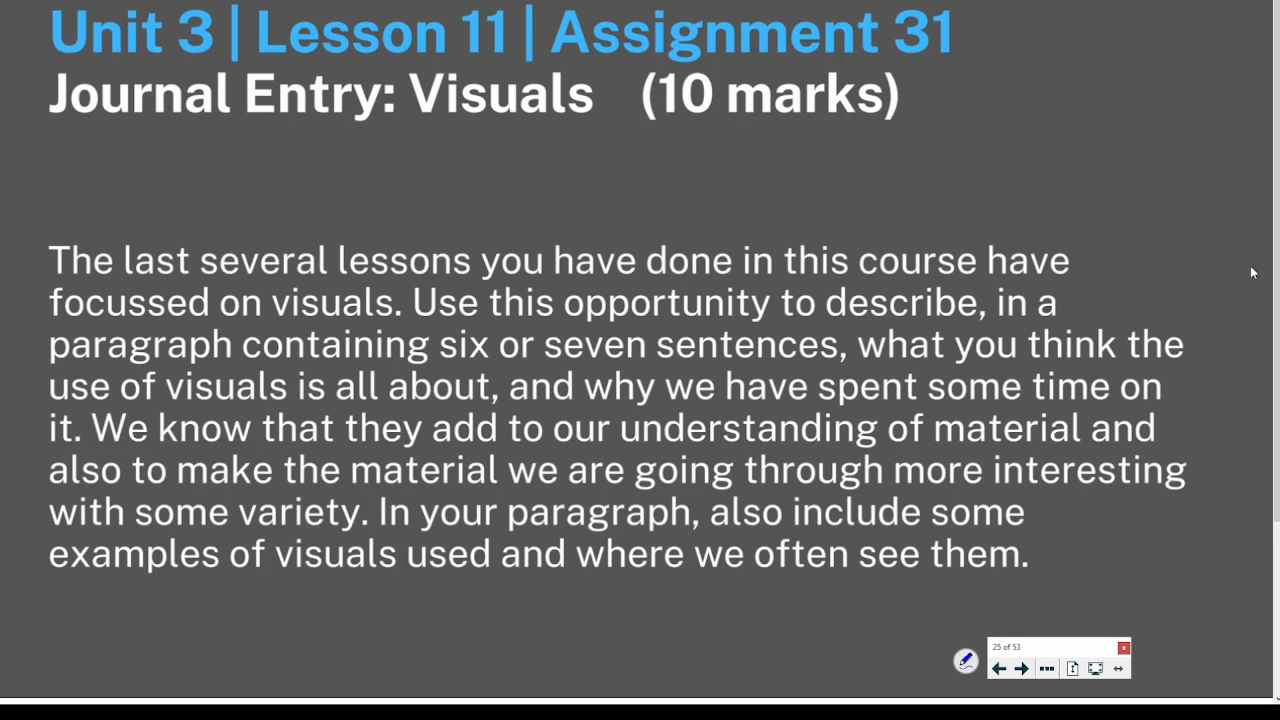 Unit 3 | Lesson 11 | Assignment 31
Journal Entry: Visuals (10 marks)
The last several lessons you have done in this course have
focussed on visuals. Use this opportunity to describe, in a
paragraph containing six or seven sentences, what you think the
use of visuals is all about, and why we have spent some time on
it. We know that they add to our understanding of material and
also to make the material we are going through more interesting
with some variety. In your paragraph, also include some
examples of visuals used and where we often see them.
25 of 53
x